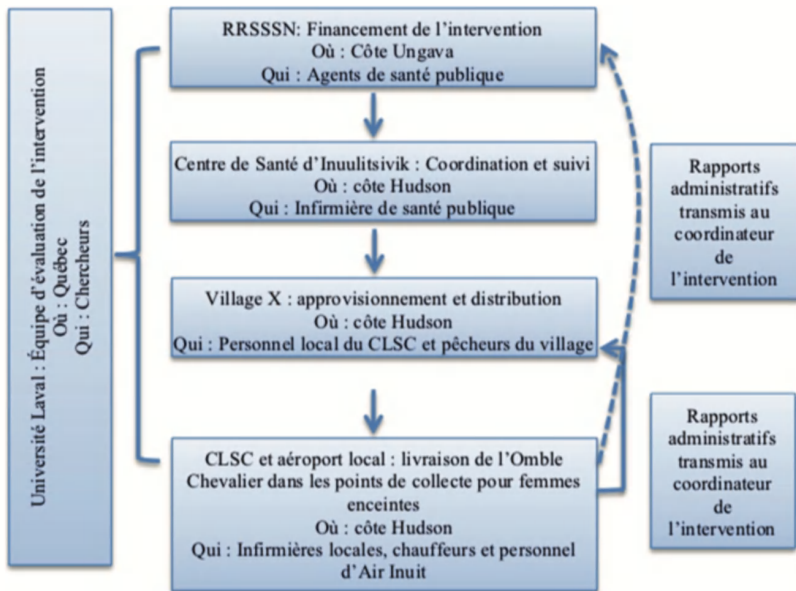 Université Laval : Équipe d’évaluation de l’intervention
Où : Québec
Qui : Chercheurs
RRSSSN: Financement de l’intervention
Où : Côte Ungava
Qui : Agents de santé publique
Centre de Santé d’Inuulitsivik : Coordination et suivi
Où : côte Hudson
Qui : Infirmière de santé publique
Village X : approvisionnement et distribution
Où : côte Hudson
Qui : Personnel local du CLSC et pêcheurs du village
CLSC et aéroport local : livraison de l’Omble
Chevalier dans les points de collecte pour femmes
enceintes
Où : côte Hudson
Qui : Infirmières locales, chauffeurs et personnel
d’Air Inuit
Rapports
administratifs
transmis au
coordinateur
de
l’intervention
Rapports
administratifs
transmis au
coordinateur
de
l’intervention